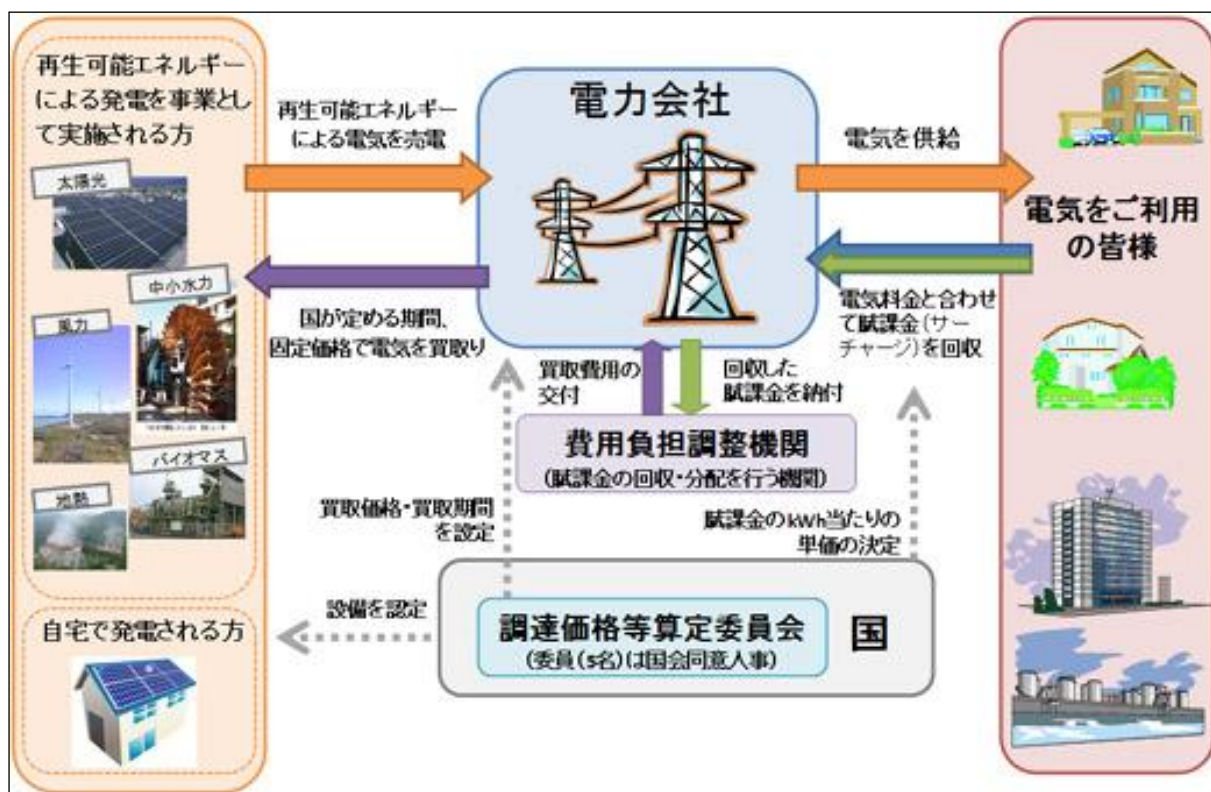 再生可能エネルギー
による発電を事業とし
て実施される方
太陽光
中小水力
風力
バイオマス
地熱
自宅で発電される方
再生可能エネルギー
による電気を売電
国が定める期間、
固定価格で電気を買取り
電力会社
電気を供給
電気料金と合わせ
て賦課金(サー
チャージ)を回収
電気をご利用
の皆様
買取費用の
交付
回収した
賦課金を納付
費用負担調整機関
(賦課金の回収・分配を行う機関)
買取価格・買取期間
を設定
賦課金のkWh当たりの
単価の決定
設備を認定
調達価格等算定委員会
(委員(5名)は国会同意人事)
国